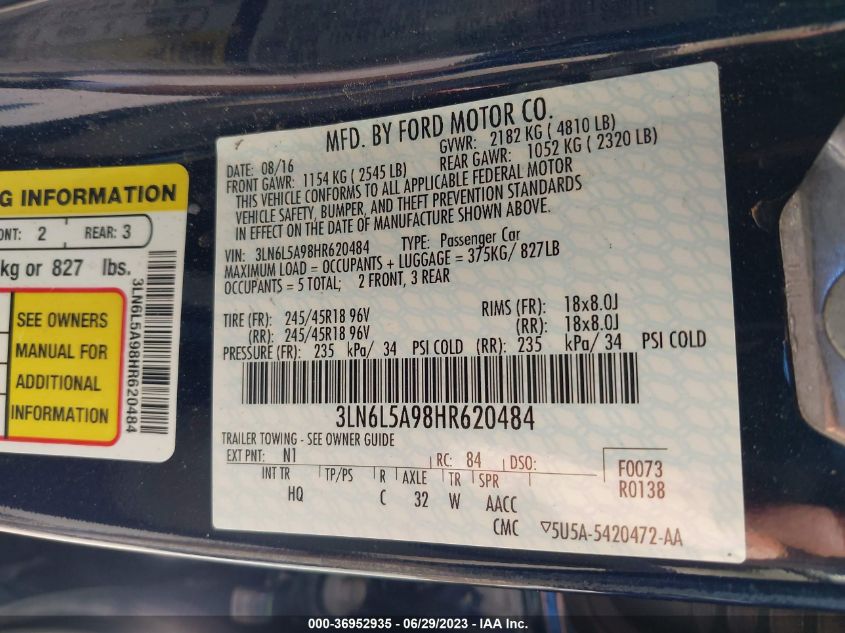 MFD. BY FORD MOTOR CO.
DATE: 08/16 GVWR: 2182 KG ( 4810 LB)
FRONT GAWR: 1154 KG ( 2545 LB) REAR GAWR: 1052 KG ( 2320 LB)
THIS VEHICLE CONFORMS TO ALL APPLICABLE FEDERAL MOTOR
VEHICLE SAFETY, BUMPER, AND THEFT PREVENTION STANDARDS
IN EFFECT ON THE DATE OF MANUFACTURE SHOWN ABOVE.
VIN: 3LN6L5A98HR620484 TYPE: Passenger Car
MAXIMUM LOAD = OCCUPANTS + LUGGAGE = 375KG/ 827LB
OCCUPANTS = 5 TOTAL; 2 FRONT, 3 REAR
TIRE (FR): 245/45R18 96V RIMS (FR): 18x8.0J
(RR): 245/45R18 96V (RR): 18x8.0J
PRESSURE (FR): 235 kPa/ 34 PSI COLD (RR): 235 kPa/ 34 PSI COLD
3LN6L5A98HR620484
TRAILER TOWING - SEE OWNER GUIDE
EXT PNT: N1 RC: 84 DSO: F0073
INT TR TP/PS R AXLE TR SPR R0138
HQ C 32 W AACC
CMC ▽5U5A-5420472-AA
G INFORMATION
ONT: 2 REAR: 3
kg or 827 lbs.
SEE OWNERS
MANUAL FOR
ADDITIONAL
INFORMATION
3LN6L5A98HR620484
000-36952935 - 06/29/2023 - IAA Inc.